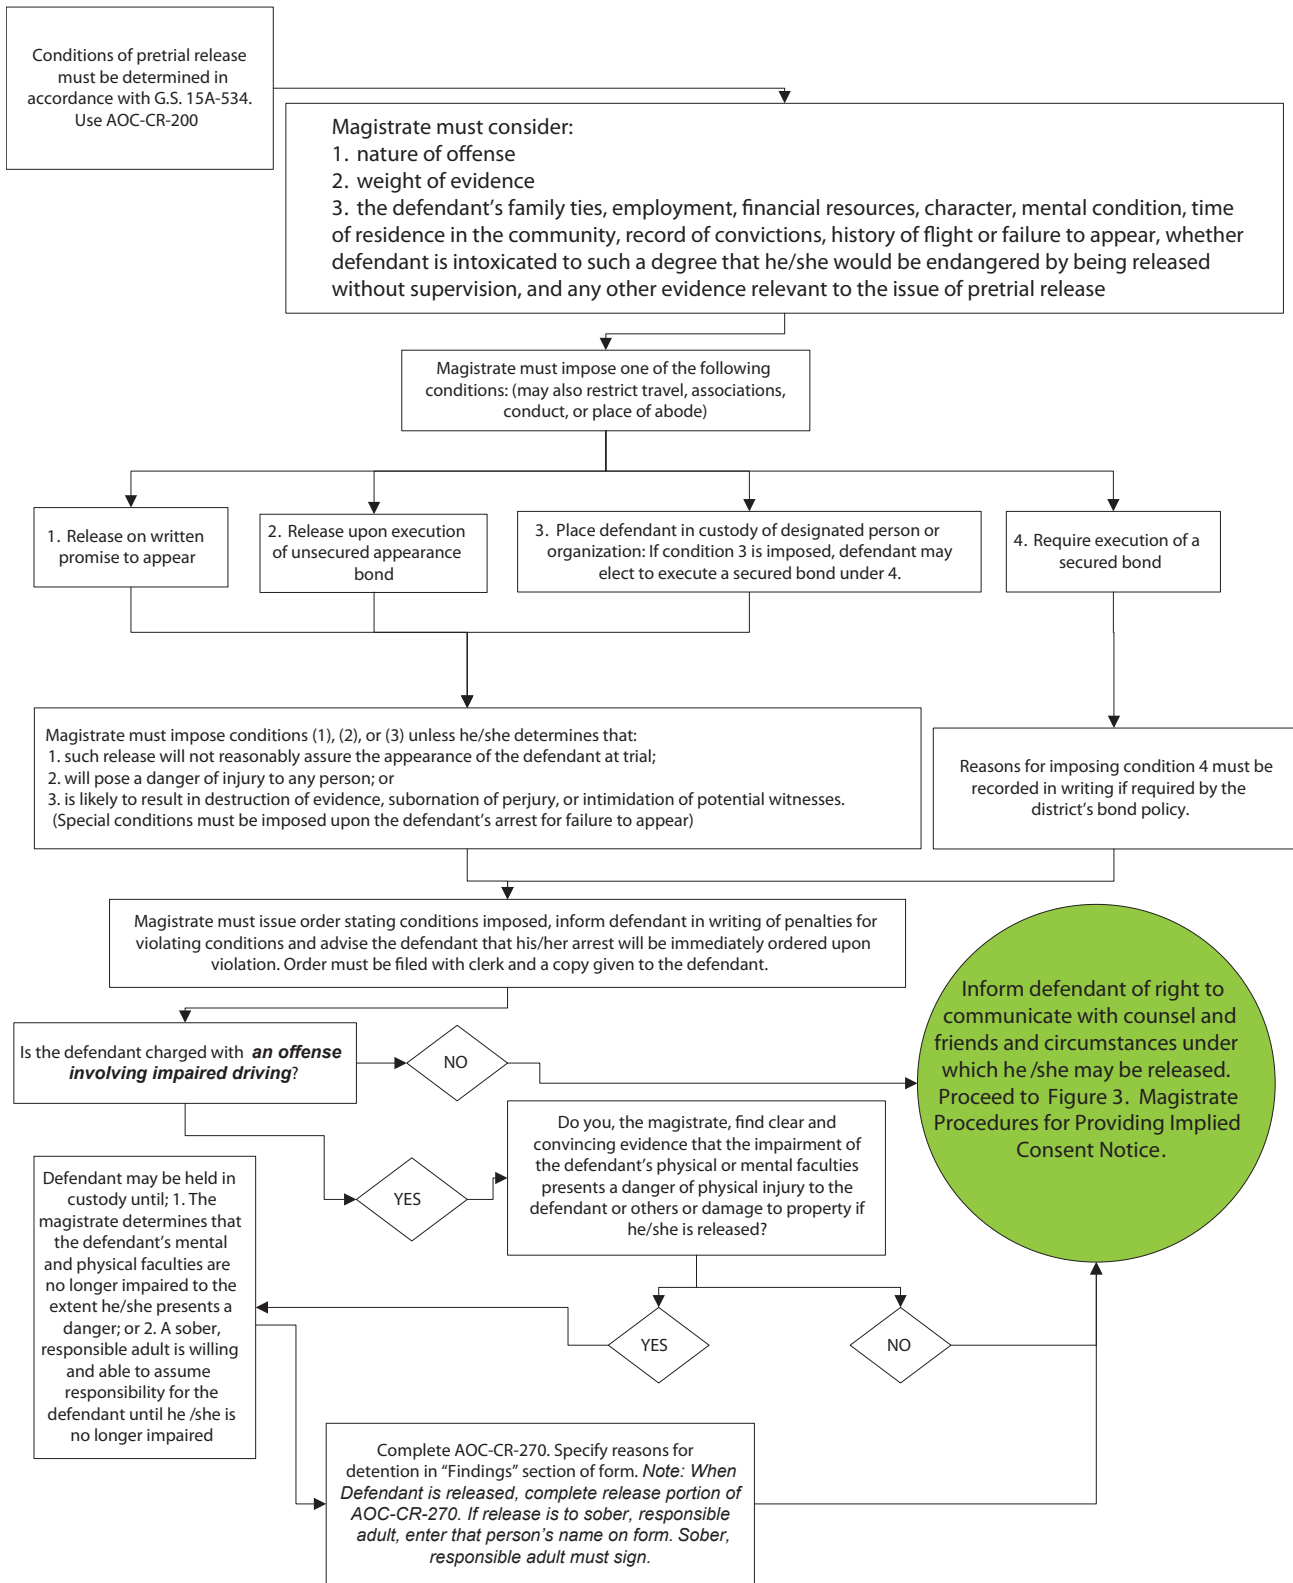 Conditions of pretrial release
must be determined in
accordance with G.S. 15A-534.
Use AOC-CR-200
Magistrate must consider:
1. nature of offense
2. weight of evidence
3. the defendant's family ties, employment, financial resources, character, mental condition, time
of residence in the community, record of convictions, history of flight or failure to appear, whether
defendant is intoxicated to such a degree that he/she would be endangered by being released
without supervision, and any other evidence relevant to the issue of pretrial release
Magistrate must impose one of the following
conditions: (may also restrict travel, associations,
conduct, or place of abode)
1. Release on written
promise to appear
2. Release upon execution
of unsecured appearance
bond
3. Place defendant in custody of designated person or
organization: If condition 3 is imposed, defendant may
elect to execute a secured bond under 4.
4. Require execution of a
secured bond
Magistrate must impose conditions (1), (2), or (3) unless he/she determines that:
1. such release will not reasonably assure the appearance of the defendant at trial;
2. will pose a danger of injury to any person; or
3. is likely to result in destruction of evidence, subornation of perjury, or intimidation of potential witnesses.
(Special conditions must be imposed upon the defendant's arrest for failure to appear)
Reasons for imposing condition 4 must be
recorded in writing if required by the
district's bond policy.
Magistrate must issue order stating conditions imposed, inform defendant in writing of penalties for
violating conditions and advise the defendant that his/her arrest will be immediately ordered upon
violation. Order must be filed with clerk and a copy given to the defendant.
Is the defendant charged with an offense
involving impaired driving?
NO
Inform defendant of right to
communicate with counsel and
friends and circumstances under
which he /she may be released.
Proceed to Figure 3. Magistrate
Procedures for Providing Implied
Consent Notice.
YES
Do you, the magistrate, find clear and
convincing evidence that the impairment of
the defendant's physical or mental faculties
presents a danger of physical injury to the
defendant or others or damage to property if
he/she is released?
Defendant may be held in
custody until; 1. The
magistrate determines that
the defendant's mental
and physical faculties are
no longer impaired to the
extent he/she presents a
danger; or 2. A sober,
responsible adult is willing
and able to assume
responsibility for the
defendant until he /she is
no longer impaired
YES
NO
Complete AOC-CR-270. Specify reasons for
detention in "Findings" section of form. Note: When
Defendant is released, complete release portion of
AOC-CR-270. If release is to sober, responsible
adult, enter that person's name on form. Sober,
responsible adult must sign.